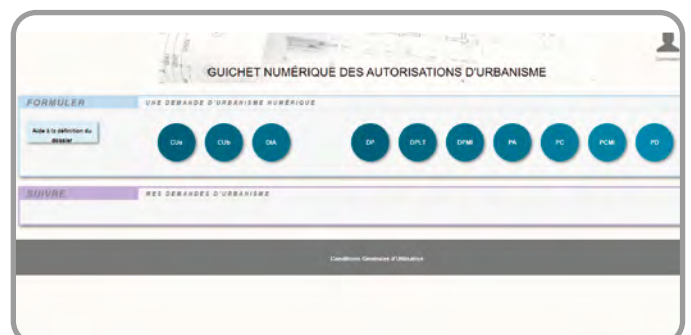 GUICHET NUMÉRIQUE DES AUTORISATIONS D'URBANISME
FORMULER
UNE DEMANDE D'URBANISME NUMÉRIQUE
Aide à la définition du
dossier
CUa CUb DIA DP DPLT DPMI PA PC PCMI PD
SUIVRE
MES DEMANDES D'URBANISME
Conditions Générales d'Utilisation